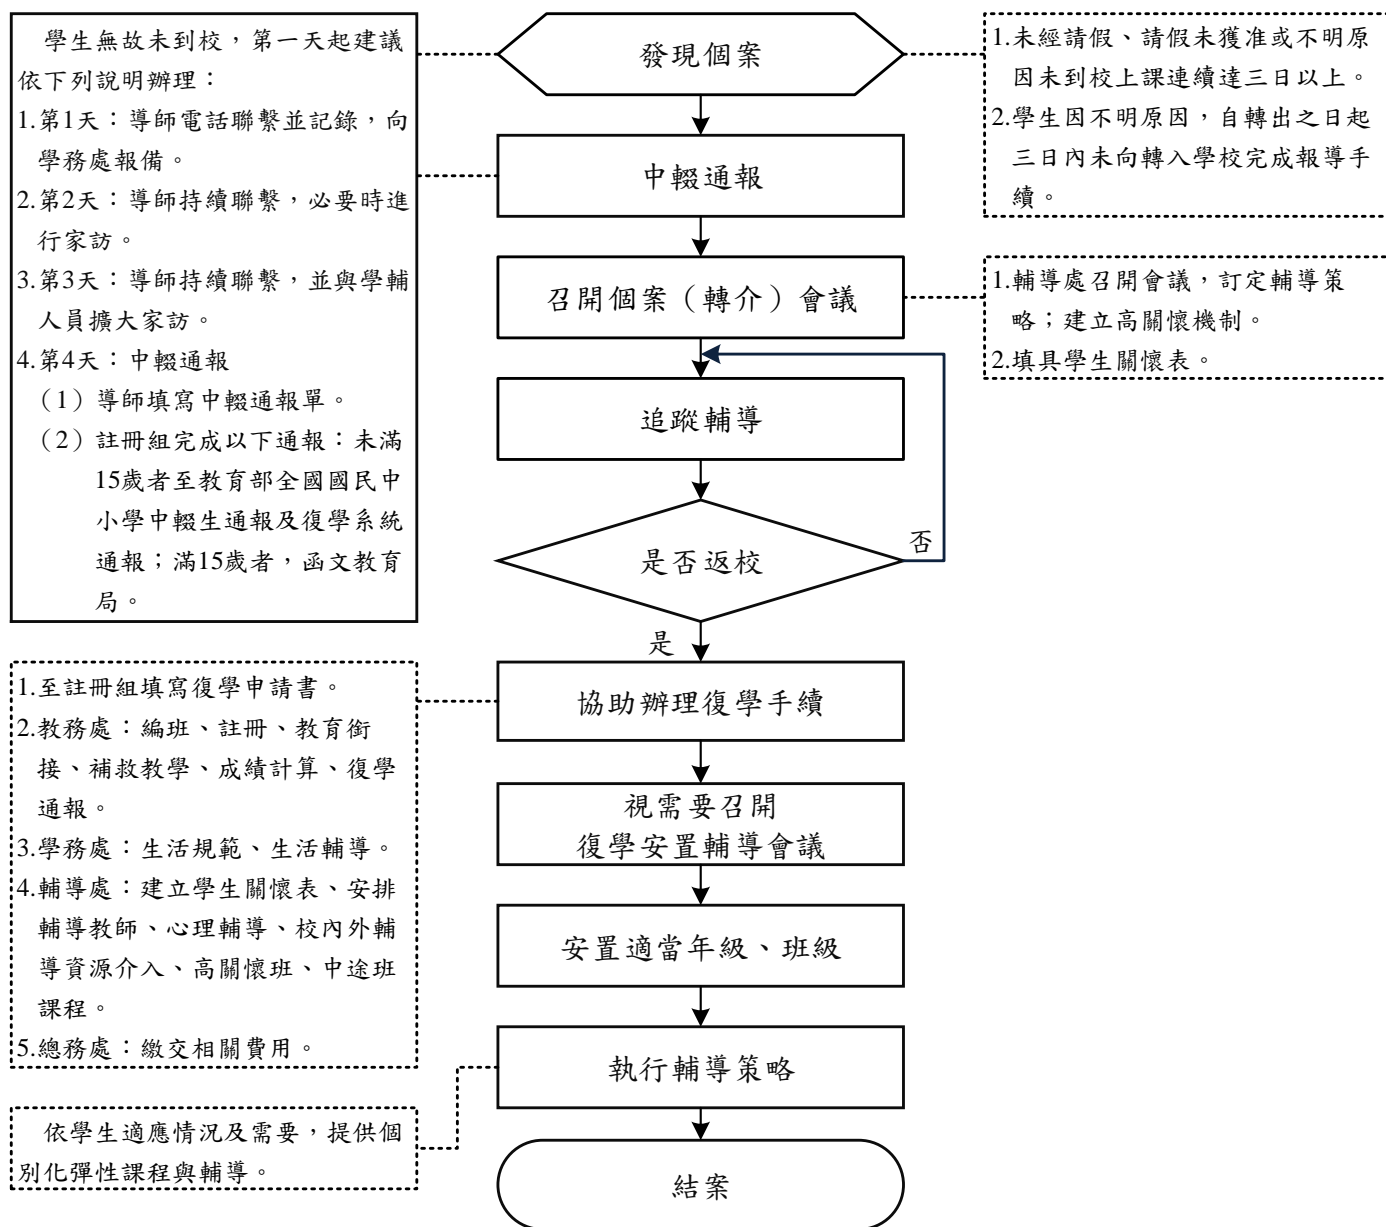 學生無故未到校，第一天起建議
依下列說明辦理：
1.第1天：導師電話聯繫並記錄，向
學務處報備。
2.第2天：導師持續聯繫，必要時進
行家訪。
3.第3天：導師持續聯繫，並與學輔
人員擴大家訪。
4.第4天：中輟通報
（1）導師填寫中輟通報單。
（2）註冊組完成以下通報：未滿
15歲者至教育部全國國民中
小學中輟生通報及復學系統
通報；滿15歲者，函文教育
局。
發現個案
1.未經請假、請假未獲准或不明原
因未到校上課連續達三日以上。
2.學生因不明原因，自轉出之日起
三日內未向轉入學校完成報導手
續。
中輟通報
召開個案（轉介）會議
1.輔導處召開會議，訂定輔導策
略；建立高關懷機制。
2.填具學生關懷表。
追蹤輔導
是否返校
否
是
協助辦理復學手續
1.至註冊組填寫復學申請書。
2.教務處：編班、註冊、教育銜
接、補救教學、成績計算、復學
通報。
3.學務處：生活規範、生活輔導。
4.輔導處：建立學生關懷表、安排
輔導教師、心理輔導、校內外輔
導資源介入、高關懷班、中途班
課程。
5.總務處：繳交相關費用。
視需要召開
復學安置輔導會議
安置適當年級、班級
執行輔導策略
依學生適應情況及需要，提供個
別化彈性課程與輔導。
結案